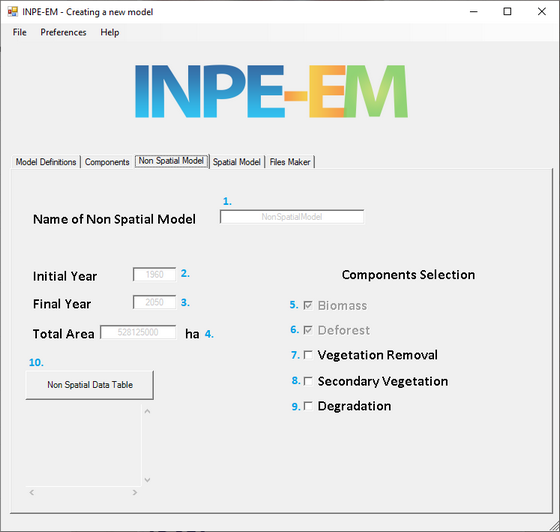 INPE-EM - Creating a new model
File Preferences Help
INPE-EM
Model Definitions Components Non Spatial Model Spatial Model Files Maker
1.
Name of Non Spatial Model NonSpatialModel
Initial Year 1960 2.
Components Selection
Final Year 2050 3.
5. Biomass
Total Area 528125000 ha 4.
6. Deforest
7. Vegetation Removal
10.
Non Spatial Data Table
8. Secondary Vegetation
9. Degradation